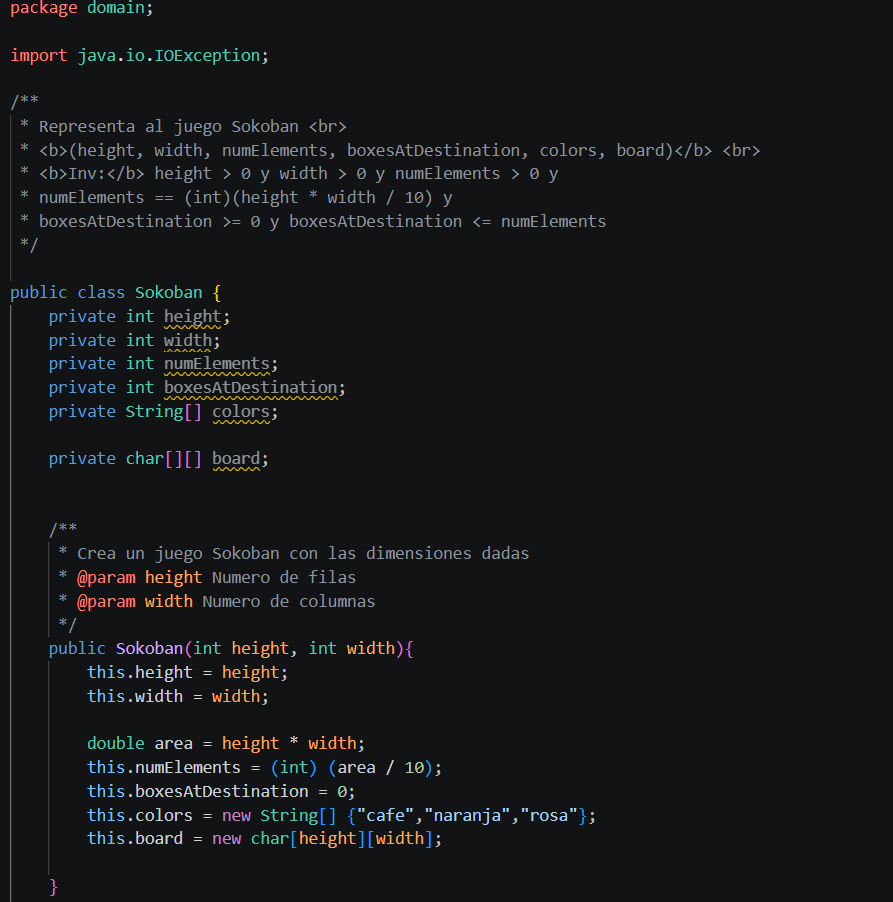 package domain;
import java.io.IOException;
/**
 * Representa al juego Sokoban <br>
 * <b>(height, width, numElements, boxesAtDestination, colors, board)</b> <br>
 * <b>Inv:</b> height > 0 y width > 0 y numElements > 0 y
 * numElements == (int)(height * width / 10) y
 * boxesAtDestination >= 0 y boxesAtDestination <= numElements
 */
public class Sokoban {
    private int height;
    private int width;
    private int numElements;
    private int boxesAtDestination;
    private String[] colors;
    private char[][] board;
    /**
     * Crea un juego Sokoban con las dimensiones dadas
     * @param height Numero de filas
     * @param width Numero de columnas
     */
    public Sokoban(int height, int width){
        this.height = height;
        this.width = width;
        double area = height * width;
        this.numElements = (int) (area / 10);
        this.boxesAtDestination = 0;
        this.colors = new String[] {"cafe","naranja","rosa"};
        this.board = new char[height][width];
    }